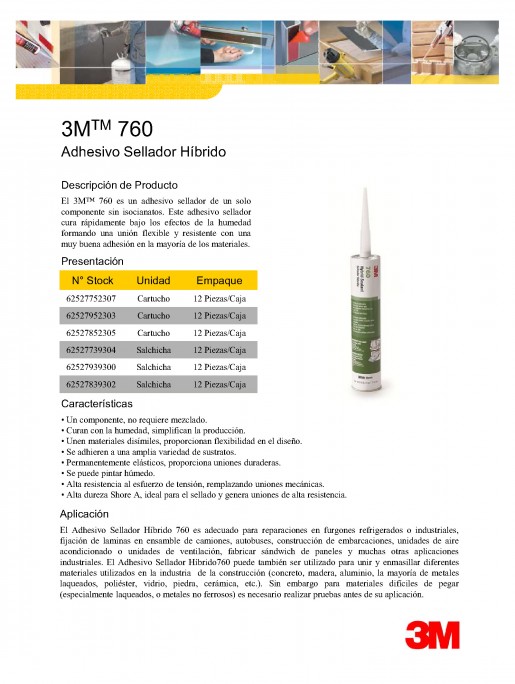 3M™ 760
Adhesivo Sellador Híbrido
Descripción de Producto
El 3M™ 760 es un adhesivo sellador de un solo
componente sin isocianatos. Este adhesivo sellador
cura rápidamente bajo los efectos de la humedad
formando una unión flexible y resistente con una
muy buena adhesión en la mayoría de los materiales.
Presentación
N° Stock Unidad Empaque
62527752307 Cartucho 12 Piezas/Caja
62527952303 Cartucho 12 Piezas/Caja
62527852305 Cartucho 12 Piezas/Caja
62527739304 Salchicha 12 Piezas/Caja
62527939300 Salchicha 12 Piezas/Caja
62527839302 Salchicha 12 Piezas/Caja
3M
760
Características
• Un componente, no requiere mezclado.
• Curan con la humedad, simplifican la producción.
• Unen materiales disímiles, proporcionan flexibilidad en el diseño.
• Se adhieren a una amplia variedad de sustratos.
• Permanentemente elásticos, proporciona uniones duraderas.
• Se puede pintar húmedo.
• Alta resistencia al esfuerzo de tensión, remplazando uniones mecánicas.
• Alta dureza Shore A, ideal para el sellado y genera uniones de alta resistencia.
Aplicación
El Adhesivo Sellador Híbrido 760 es adecuado para reparaciones en furgones refrigerados o industriales,
fijación de laminas en ensamble de camiones, autobuses, construcción de embarcaciones, unidades de aire
acondicionado o unidades de ventilación, fabricar sándwich de paneles y muchas otras aplicaciones
industriales. El Adhesivo Sellador Híbrido760 puede también ser utilizado para unir y enmasillar diferentes
materiales utilizados en la industria de la construcción (concreto, madera, aluminio, la mayoría de metales
laqueados, poliéster, vidrio, piedra, cerámica, etc.). Sin embargo para materiales difíciles de pegar
(especialmente laqueados, o metales no ferrosos) es necesario realizar pruebas antes de su aplicación.
3M